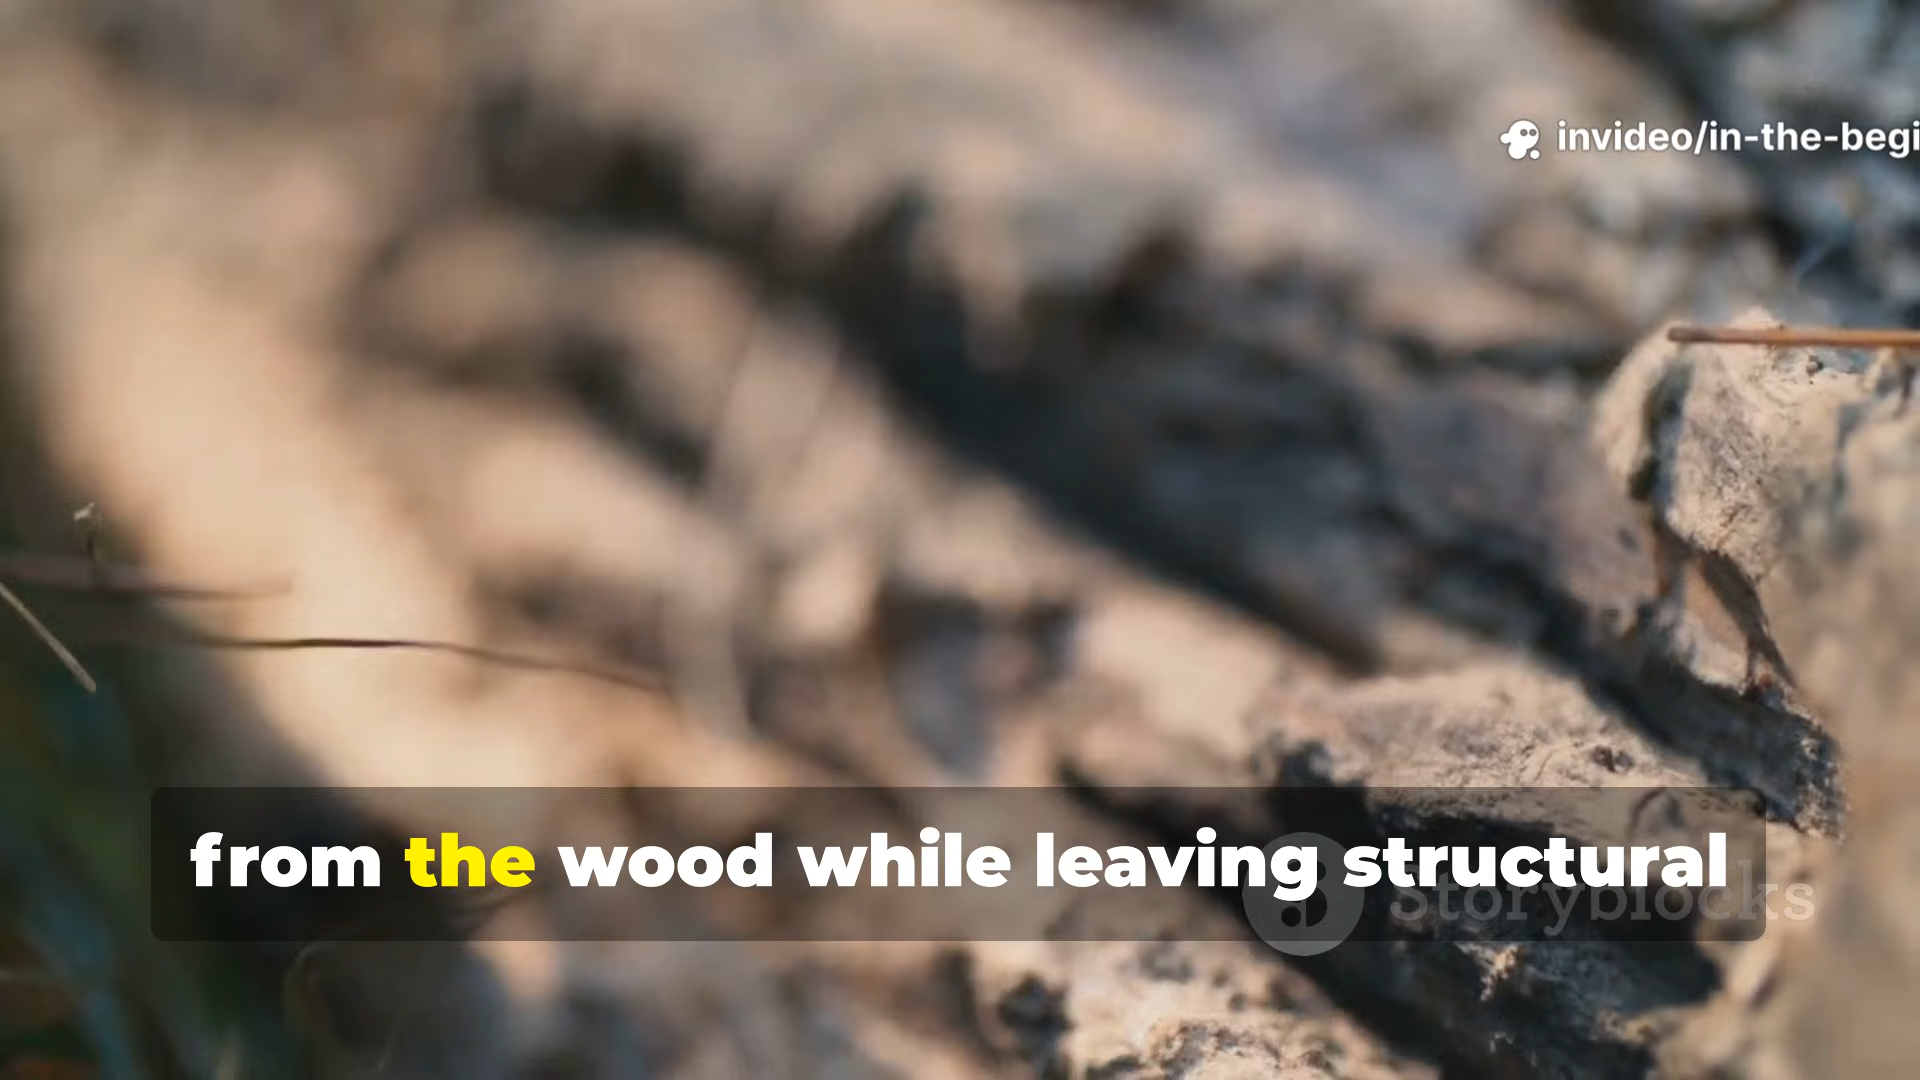 invideo/in-the-begi
from the wood while leaving structural
Storyblocks